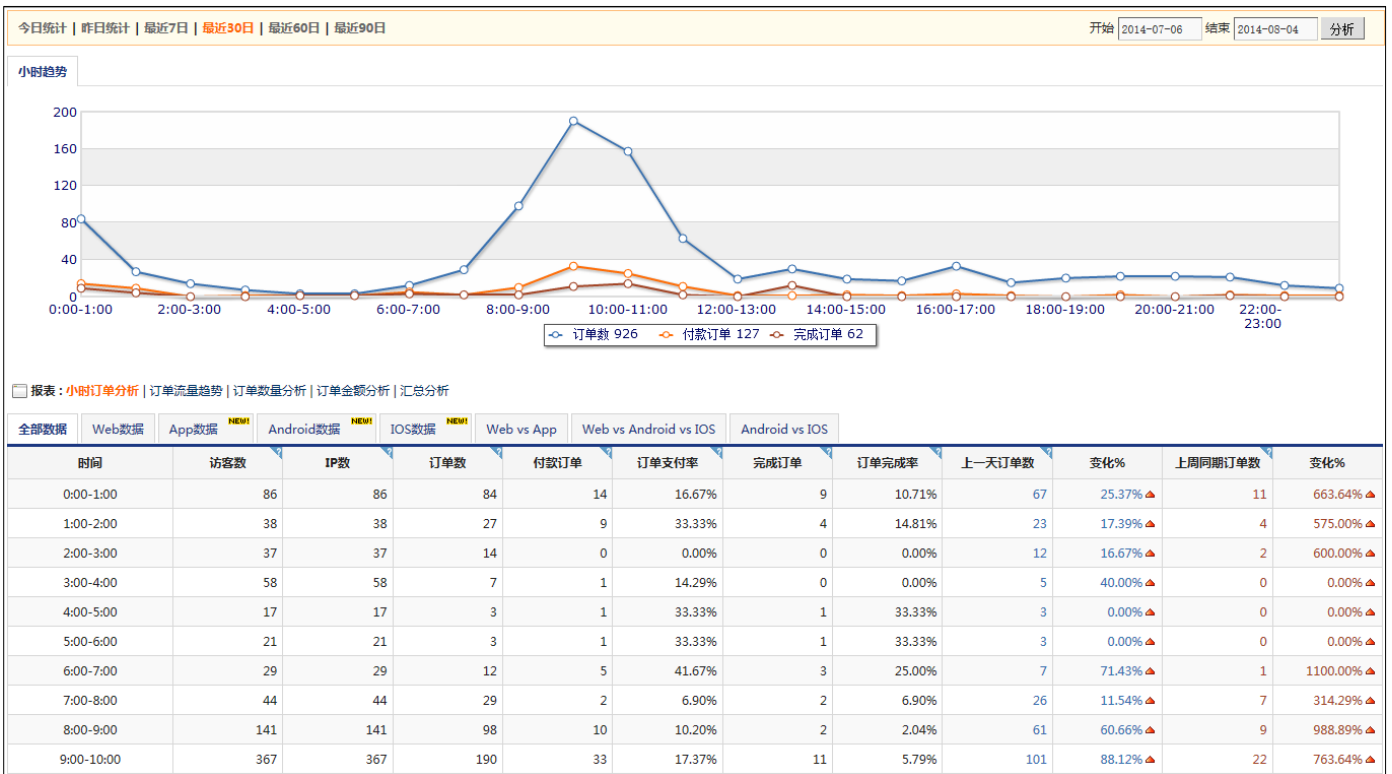 今日统计 | 昨日统计 | 最近7日 | 最近30日 | 最近60日 | 最近90日 开始 2014-07-06 结束 2014-08-04 分析
小时趋势
200
160
120
80
40
0
0:00-1:00 2:00-3:00 4:00-5:00 6:00-7:00 8:00-9:00 10:00-11:00 12:00-13:00 14:00-15:00 16:00-17:00 18:00-19:00 20:00-21:00 22:00-
23:00
订单数 926 付款订单 127 完成订单 62
报表 : 小时订单分析 | 订单流量趋势 | 订单数量分析 | 订单金额分析 | 汇总分析
全部数据 Web数据 App数据 NEW! Android数据 NEW! IOS数据 NEW! Web vs App Web vs Android vs IOS Android vs IOS
时间 访客数 ? IP数 ? 订单数 ? 付款订单 ? 订单支付率 ? 完成订单 ? 订单完成率 ? 上一天订单数 ? 变化% 上周同期订单数 ? 变化%
0:00-1:00 86 86 84 14 16.67% 9 10.71% 67 25.37% 11 663.64%
1:00-2:00 38 38 27 9 33.33% 4 14.81% 23 17.39% 4 575.00%
2:00-3:00 37 37 14 0 0.00% 0 0.00% 12 16.67% 2 600.00%
3:00-4:00 58 58 7 1 14.29% 0 0.00% 5 40.00% 0 0.00%
4:00-5:00 17 17 3 1 33.33% 1 33.33% 3 0.00% 0 0.00%
5:00-6:00 21 21 3 1 33.33% 1 33.33% 3 0.00% 0 0.00%
6:00-7:00 29 29 12 5 41.67% 3 25.00% 7 71.43% 1 1100.00%
7:00-8:00 44 44 29 2 6.90% 2 6.90% 26 11.54% 7 314.29%
8:00-9:00 141 141 98 10 10.20% 2 2.04% 61 60.66% 9 988.89%
9:00-10:00 367 367 190 33 17.37% 11 5.79% 101 88.12% 22 763.64%